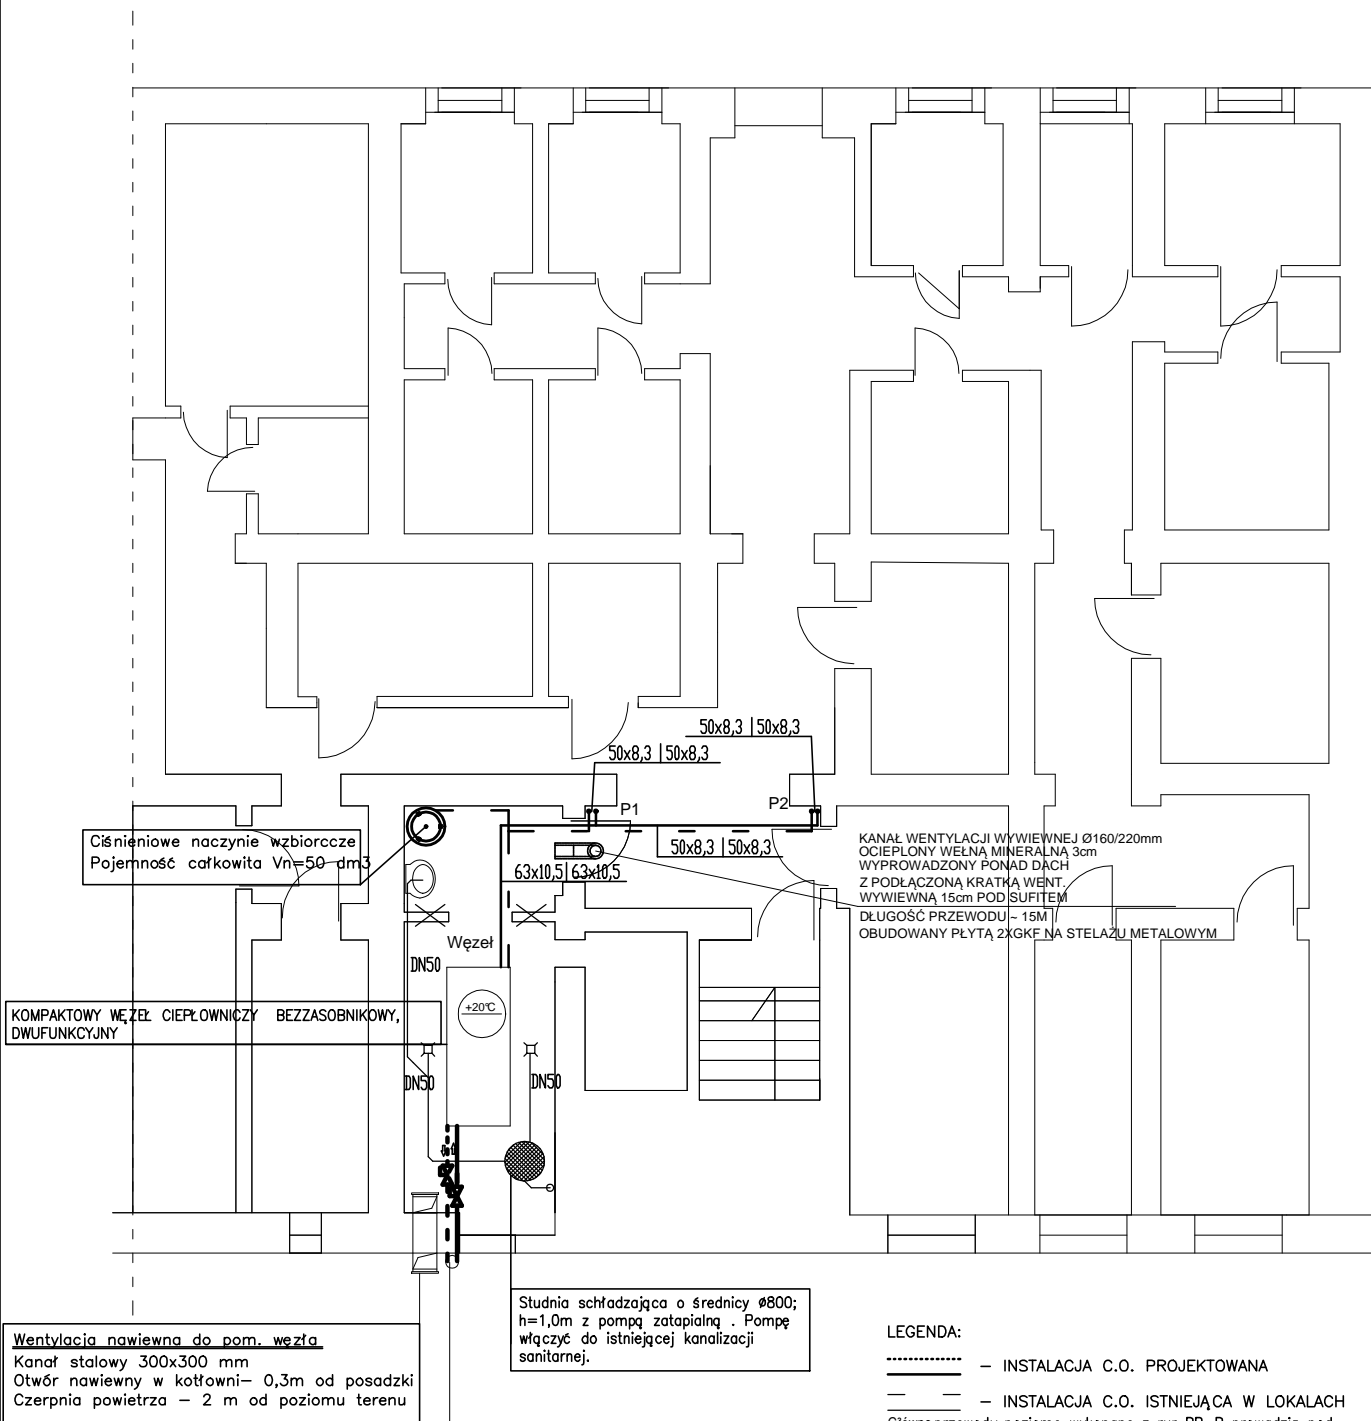 50x8,3 | 50x8,3
50x8,3 | 50x8,3
P1
P2
Ciśnieniowe naczynie wzbiorccze
Pojemność całkowita Vn=50 dm3
50x8,3 | 50x8,3
63x10,5 | 63x10,5
KANAŁ WENTYLACJI WYWIEWNEJ Ø160/220mm
OCIEPLONY WEŁNĄ MINERALNĄ 3cm
WYPROWADZONY PONAD DACH
Z PODŁĄCZONĄ KRATKĄ WENT.
WYWIEWNĄ 15cm POD SUFITEM
DŁUGOŚĆ PRZEWODU ~ 15M
OBUDOWANY PŁYTĄ 2XGKF NA STELAŻU METALOWYM
Węzeł
DN50
+20°C
KOMPAKTOWY WĘZEŁ CIEPŁOWNICZY BEZZASOBNIKOWY,
DWUFUNKCYJNY
DN50
DN50
Studnia schładzająca o średnicy Ø800;
h=1,0m z pompą zatapialną . Pompę
włączyć do istniejącej kanalizacji
sanitarnej.
Wentylacja nawiewna do pom. węzła
Kanał stalowy 300x300 mm
Otwór nawiewny w kotłowni– 0,3m od posadzki
Czerpnia powietrza – 2 m od poziomu terenu
LEGENDA:
– INSTALACJA C.O. PROJEKTOWANA
– INSTALACJA C.O. ISTNIEJĄCA W LOKALACH